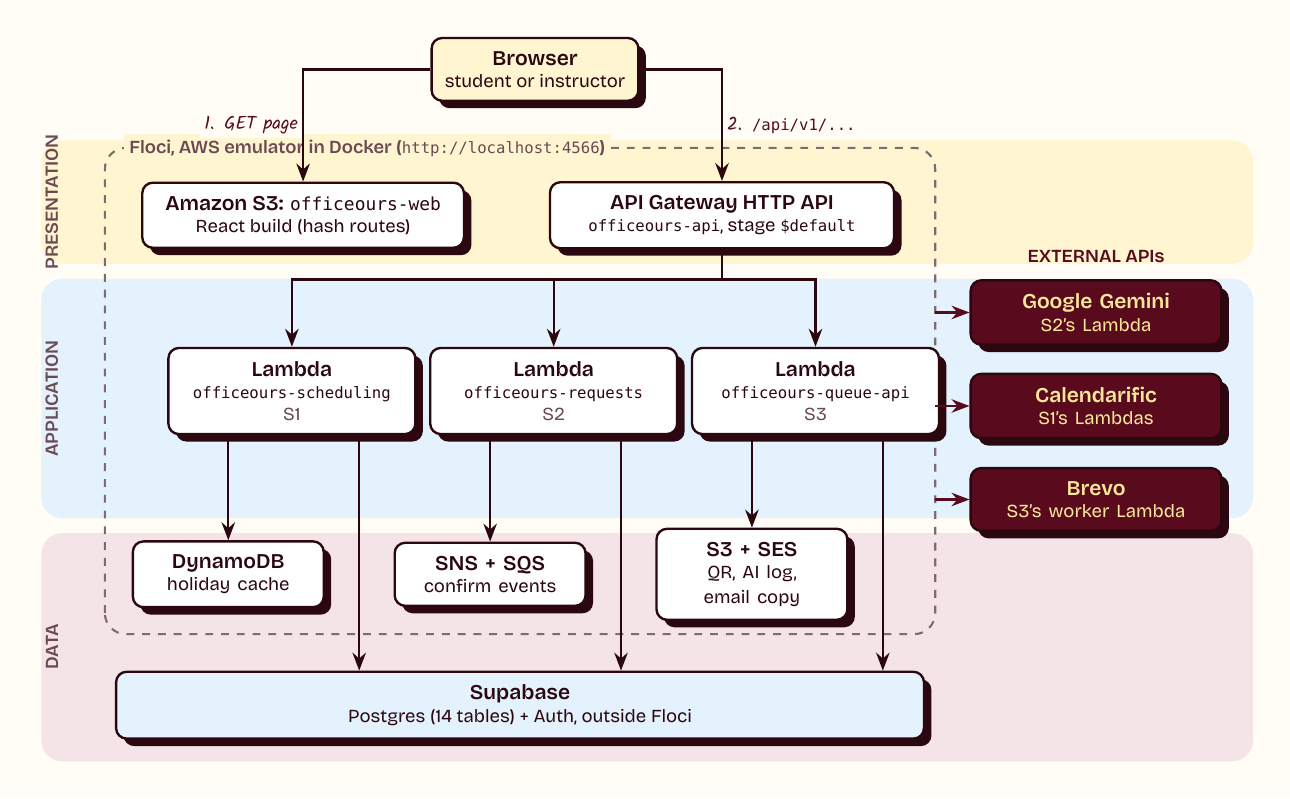 Browser
student or instructor
1. GET page
2. /api/v1/...
PRESENTATION
Floci, AWS emulator in Docker (http://localhost:4566)
Amazon S3: officeours-web
React build (hash routes)
API Gateway HTTP API
officeours-api, stage $default
EXTERNAL APIs
APPLICATION
Lambda
officeours-scheduling
S1
Lambda
officeours-requests
S2
Lambda
officeours-queue-api
S3
Google Gemini
S2's Lambda
Calendarific
S1's Lambdas
Brevo
S3's worker Lambda
DATA
DynamoDB
holiday cache
SNS + SQS
confirm events
S3 + SES
QR, AI log,
email copy
Supabase
Postgres (14 tables) + Auth, outside Floci